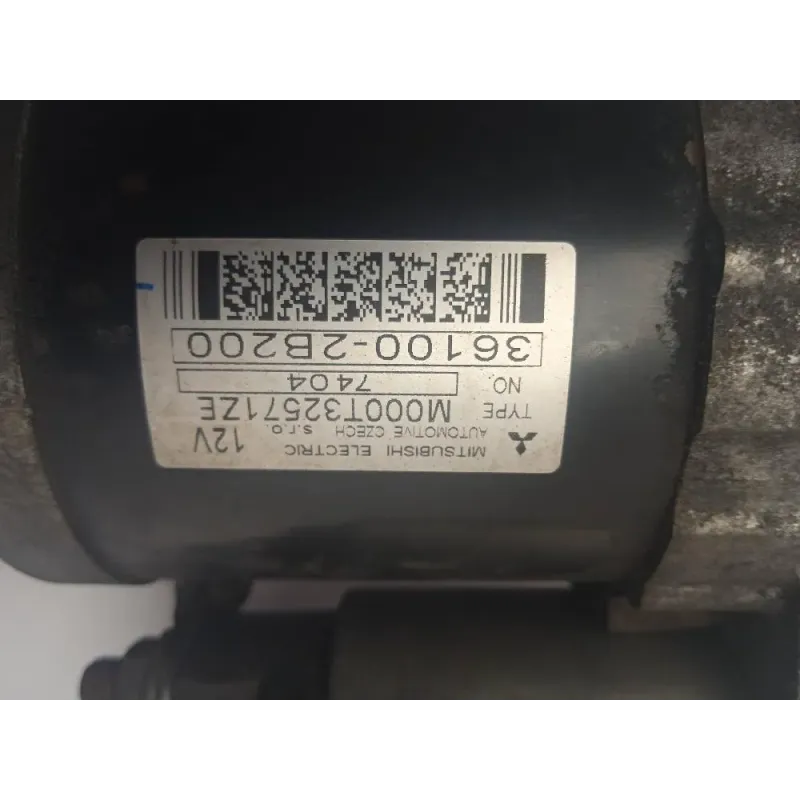 MITSUBISHI ELECTRIC
AUTOMOTIVE CZECH s.r.o. 12V
TYPE M000T32571ZE
NO. 7404
36100-2B200